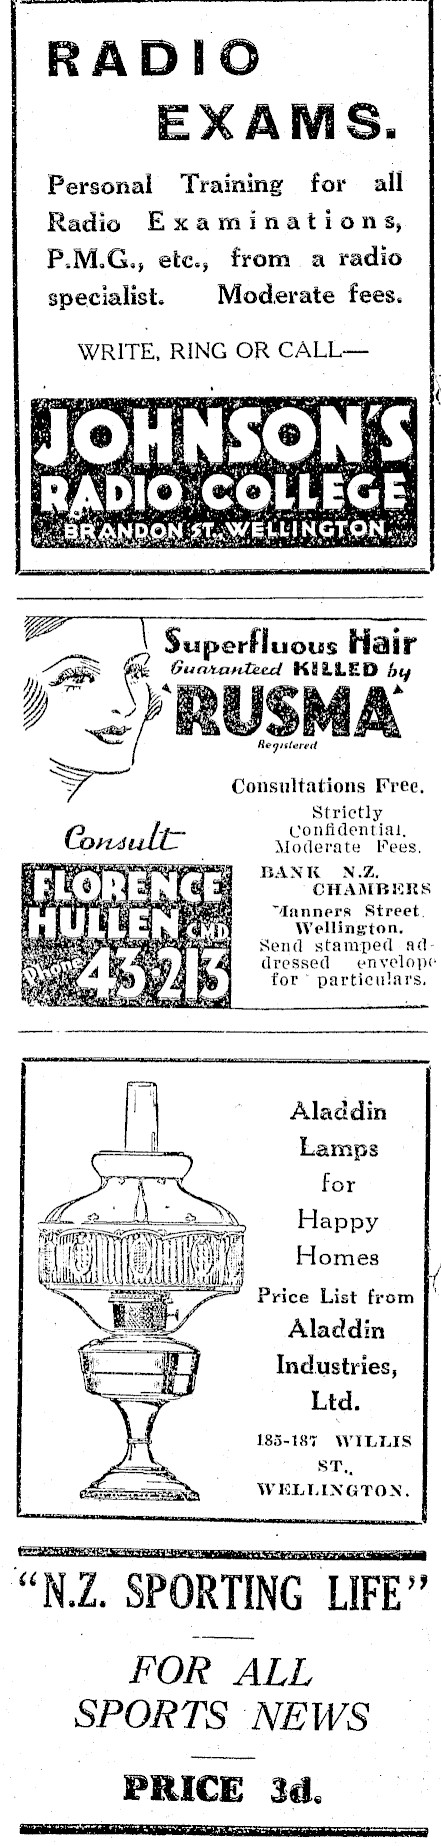 RADIO
EXAMS.
Personal Training for all
Radio Examinations,
P.M.G., etc., from a radio
specialist. Moderate fees.
WRITE, RING OR CALL—
JOHNSON'S
RADIO COLLEGE
BRANDON ST., WELLINGTON
Superfluous Hair
Guaranteed KILLED by
"RUSMA"
Registered
Consultations Free.
Strictly
Confidential.
Moderate Fees.
Consult
FLORENCE
HULLEN CMD
Phone 43-213
BANK N.Z.
CHAMBERS
Manners Street
Wellington.
Send stamped ad-
dressed envelope
for particulars.
Aladdin
Lamps
for
Happy
Homes
Price List from
Aladdin
Industries,
Ltd.
185-187 WILLIS
ST.,
WELLINGTON.
"N.Z. SPORTING LIFE"
FOR ALL
SPORTS NEWS
PRICE 3d.